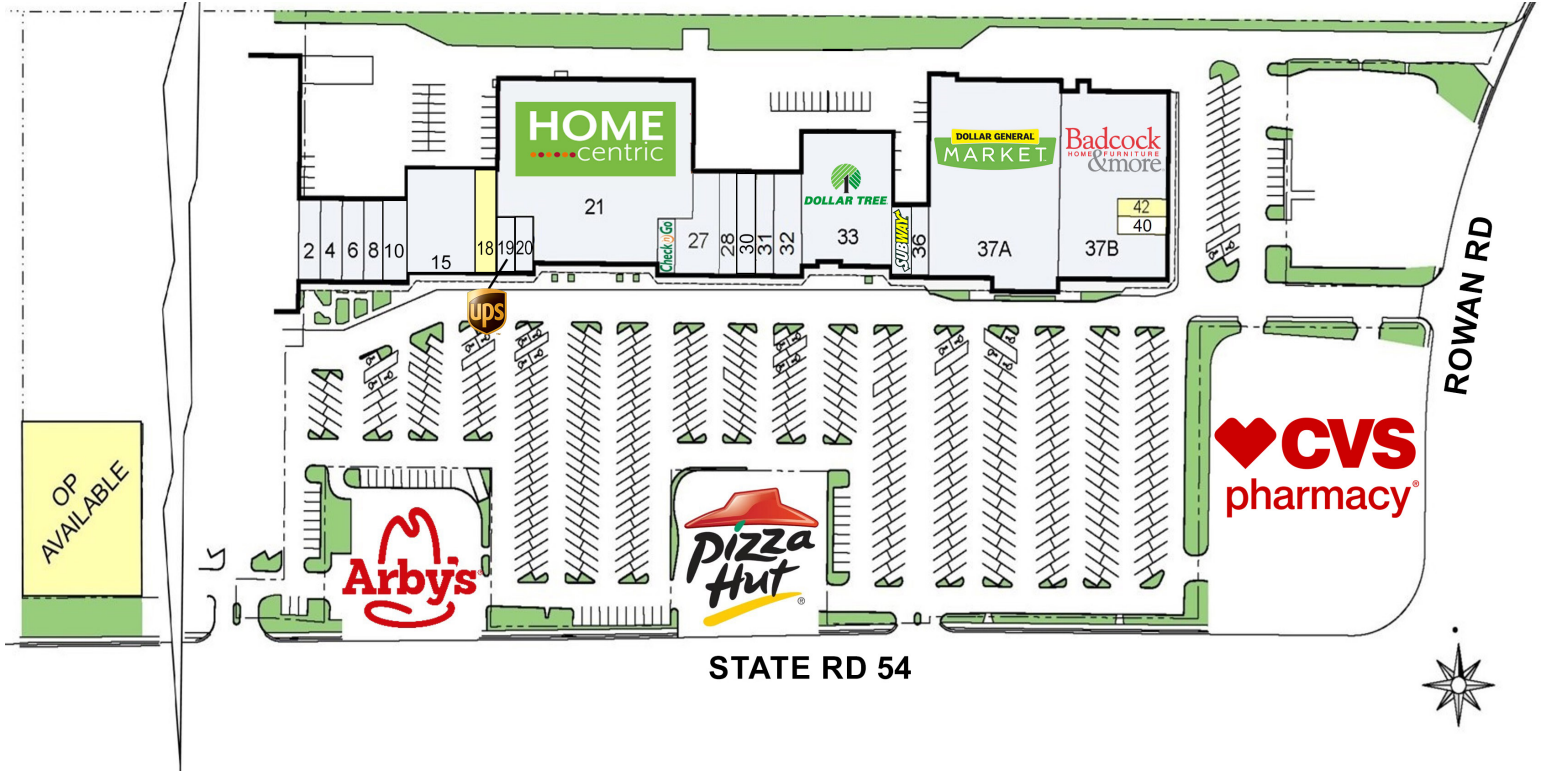 HOME
centric
DOLLAR GENERAL
MARKET
Badcock
HOME FURNITURE
&more
DOLLAR TREE
2
4
6
8
10
15
18
19
20
21
Check n Go
27
28
30
31
32
33
SUBWAY
36
37A
37B
42
40
ups
ROWAN RD
OP
AVAILABLE
Arby's
Pizza
Hut
®
CVS
pharmacy®
STATE RD 54